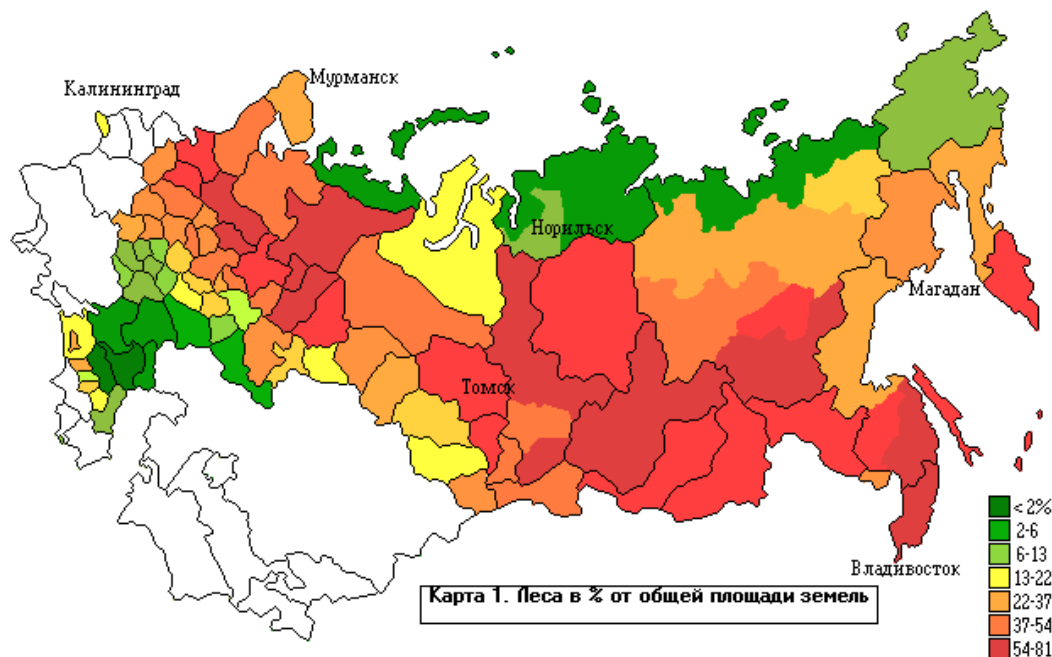 Мурманск
Калининград
Норильск
Магадан
Томск
Владивосток
Карта 1. Леса в % от общей площади земель
< 2%
2-6
6-13
13-22
22-37
37-54
54-81